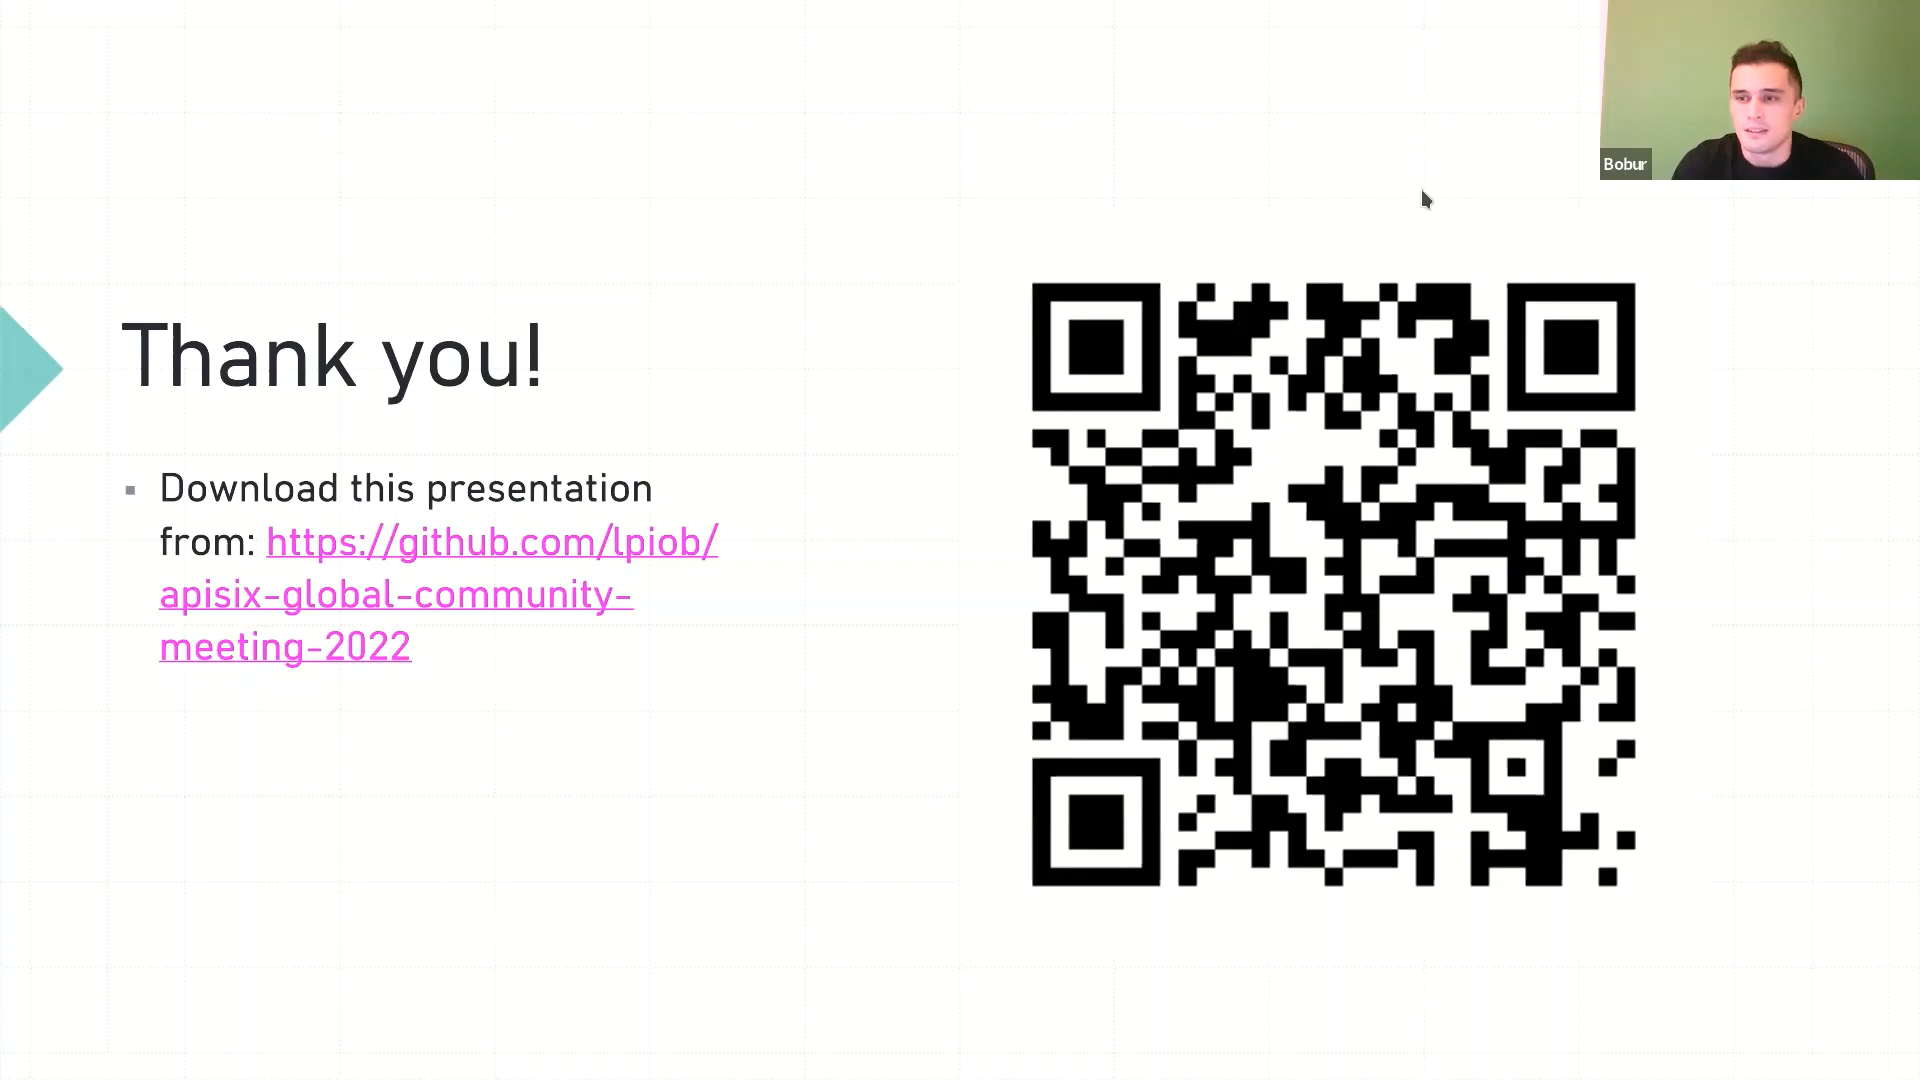 Bobur
Thank you!
Download this presentation
from: https://github.com/lpiob/
apisix-global-community-
meeting-2022